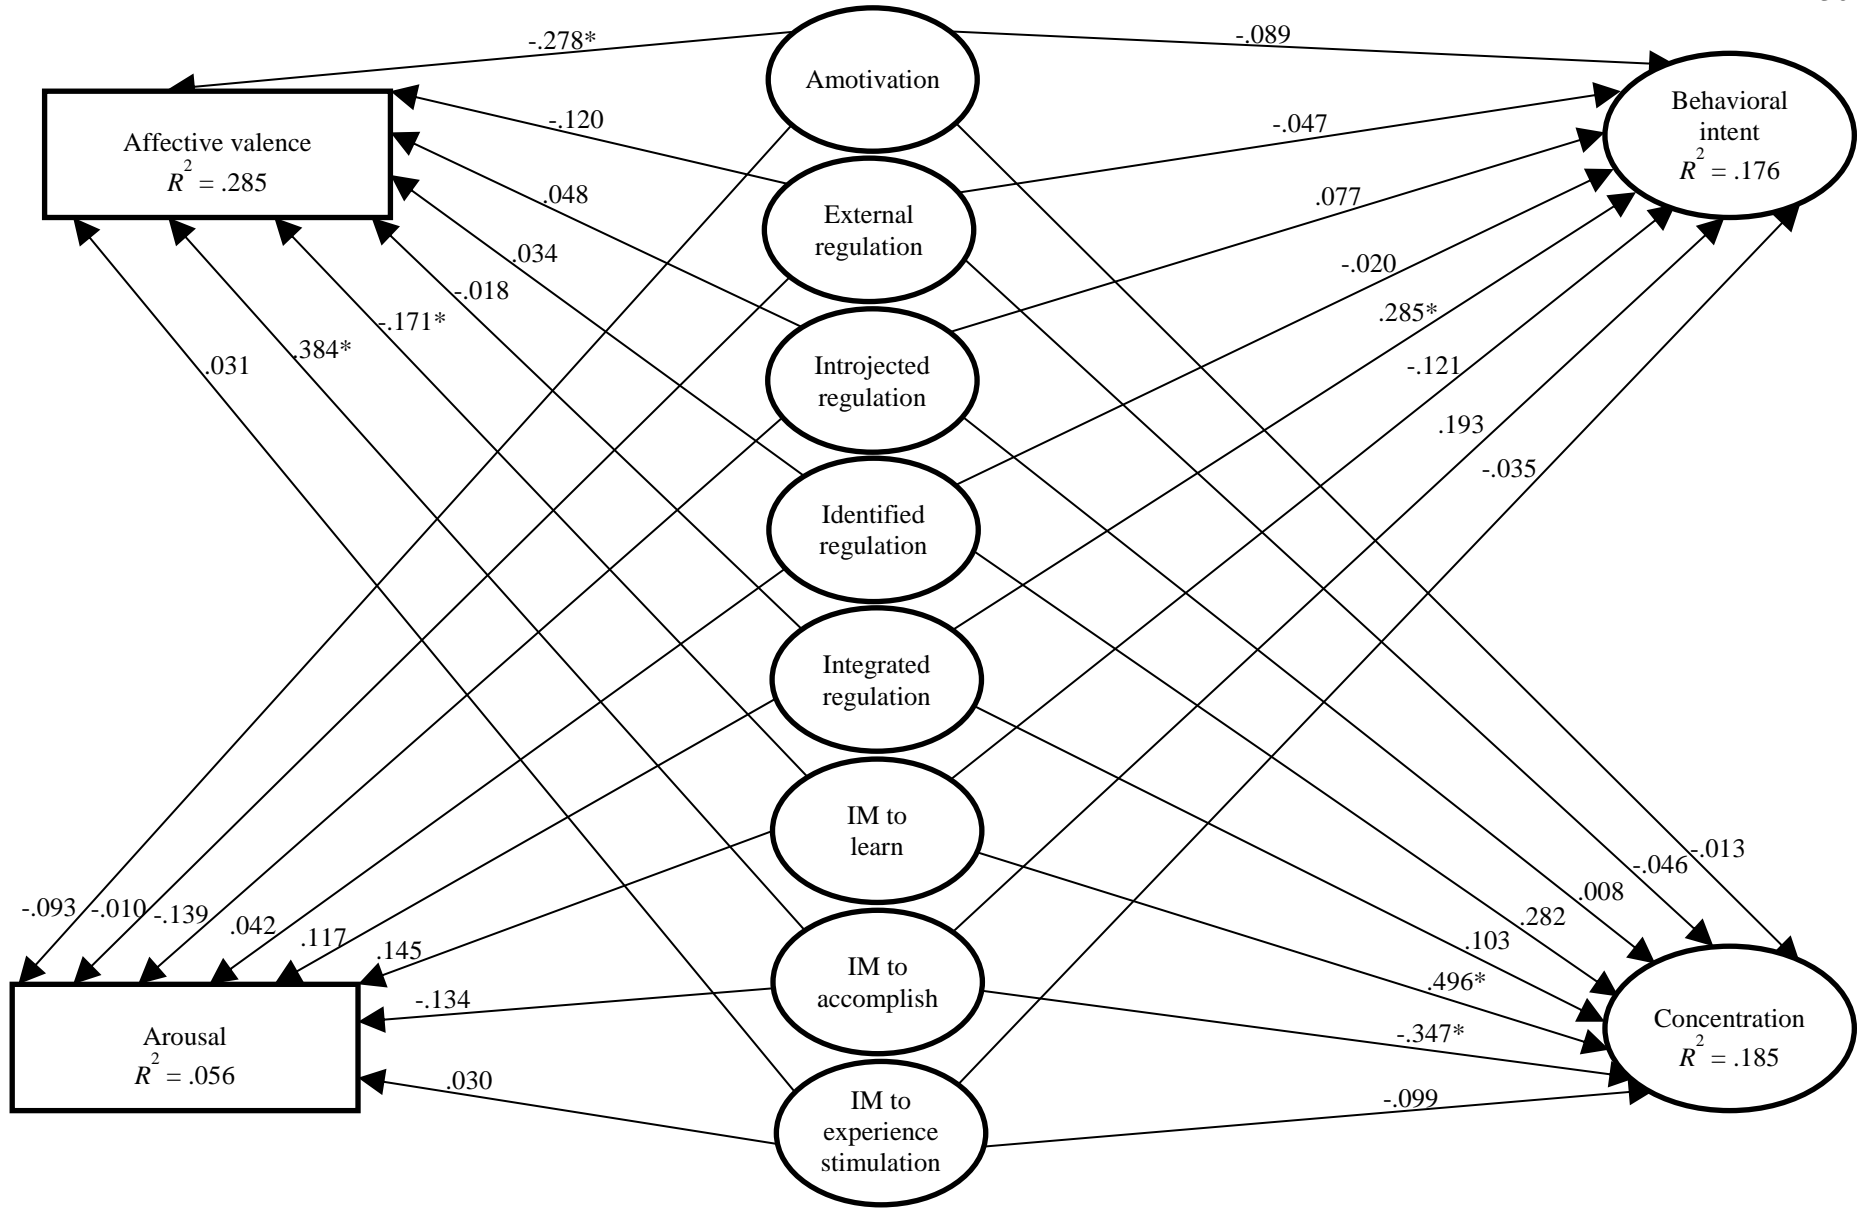 -.278*
-.089
Amotivation
-.120
-.047
Affective valence
R² = .285
Behavioral
intent
R² = .176
.048
.077
External
regulation
.034
-.020
-.018
.285*
-.171*
-.121
.384*
.193
.031
-.035
Introjected
regulation
Identified
regulation
Integrated
regulation
IM to
learn
IM to
accomplish
IM to
experience
stimulation
-.093
-.010
-.139
.042
.117
.145
-.134
.030
Arousal
R² = .056
-.013
-.046
.008
.282
.103
.496*
-.347*
-.099
Concentration
R² = .185